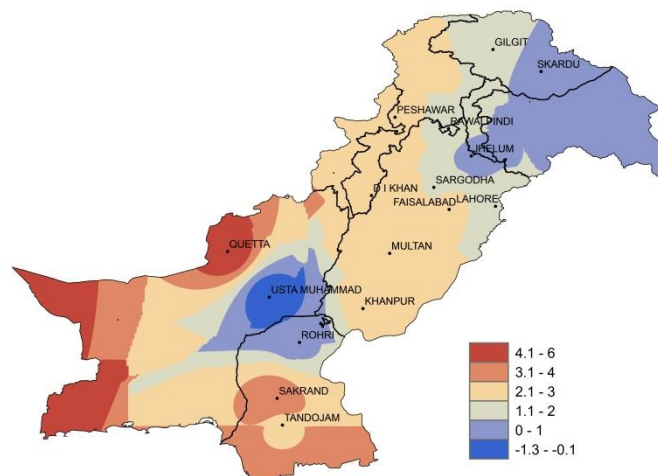 GILGIT
SKARDU
PESHAWAR
RAWALPINDI
JHELUM
D I KHAN
SARGODHA
FAISALABAD
LAHORE
QUETTA
MULTAN
USTA MUHAMMAD
KHANPUR
ROHRI
SAKRAND
TANDOJAM
4.1 - 6
3.1 - 4
2.1 - 3
1.1 - 2
0 - 1
-1.3 - -0.1